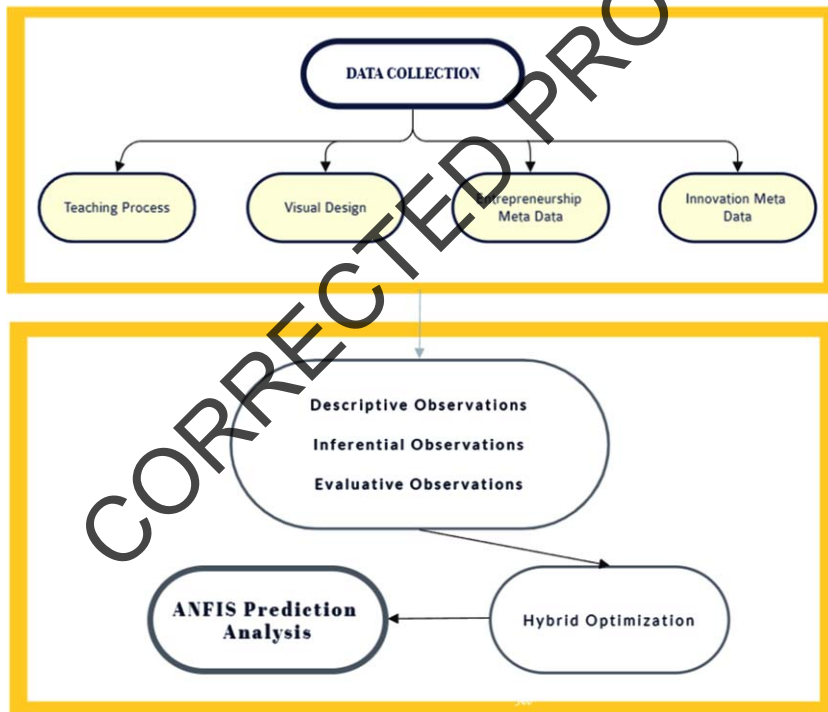 DATA COLLECTION
Teaching Process
Visual Design
Entrepreneurship
Meta Data
Innovation Meta
Data
CORRECTED PRO
Descriptive Observations
Inferential Observations
Evaluative Observations
ANFIS Prediction
Analysis
Hybrid Optimization